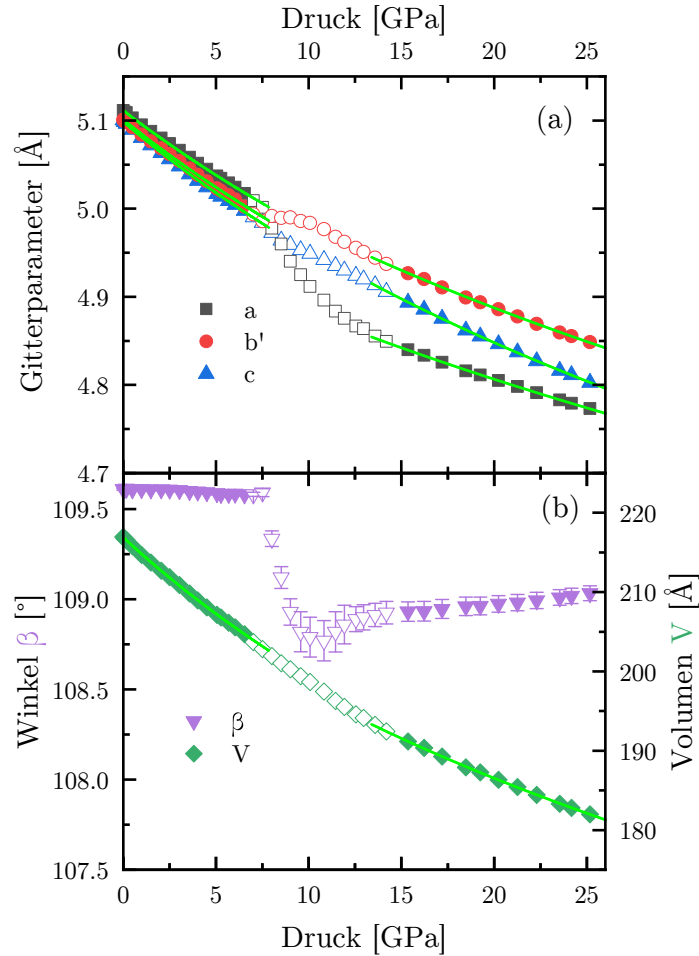 Druck [GPa]
0 5 10 15 20 25
(a)
5.1
5.0
4.9
4.8
4.7
Gitterparameter [Å]
a
b'
c
(b)
109.5
109.0
108.5
108.0
107.5
Winkel β [°]
220
210
200
190
180
Volumen V [Å]
β
V
0 5 10 15 20 25
Druck [GPa]